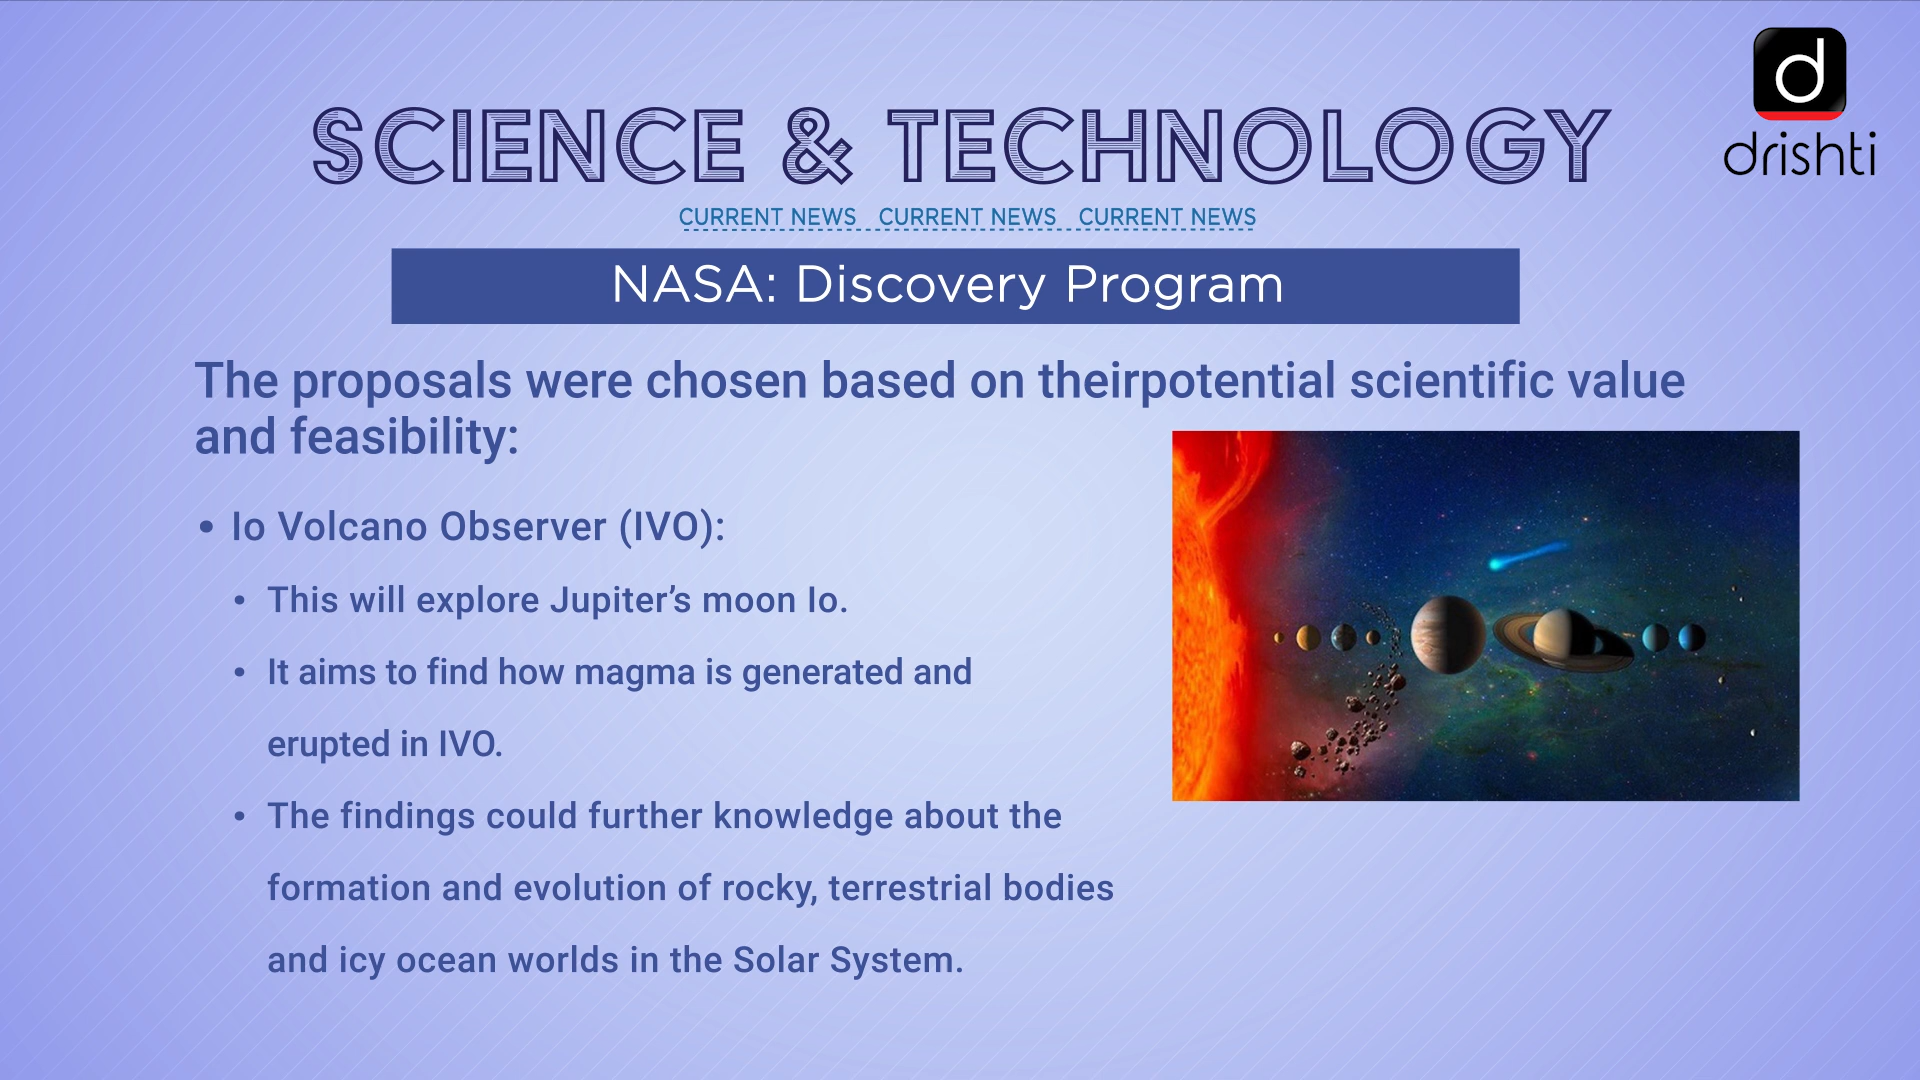 SCIENCE & TECHNOLOGY
d
drishti
CURRENT NEWS CURRENT NEWS CURRENT NEWS
NASA: Discovery Program
The proposals were chosen based on theirpotential scientific value
and feasibility:
• Io Volcano Observer (IVO):
• This will explore Jupiter’s moon Io.
• It aims to find how magma is generated and
erupted in IVO.
• The findings could further knowledge about the
formation and evolution of rocky, terrestrial bodies
and icy ocean worlds in the Solar System.